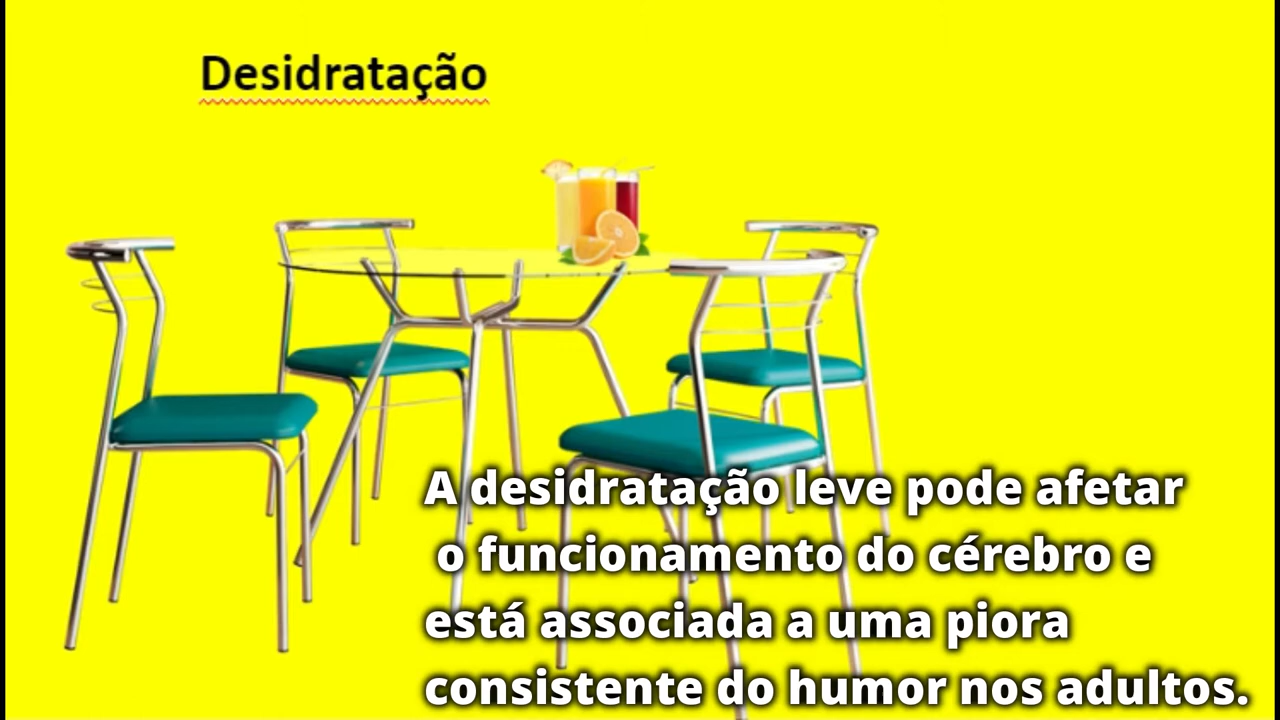 Desidratação
A desidratação leve pode afetar
o funcionamento do cérebro e
está associada a uma piora
consistente do humor nos adultos.